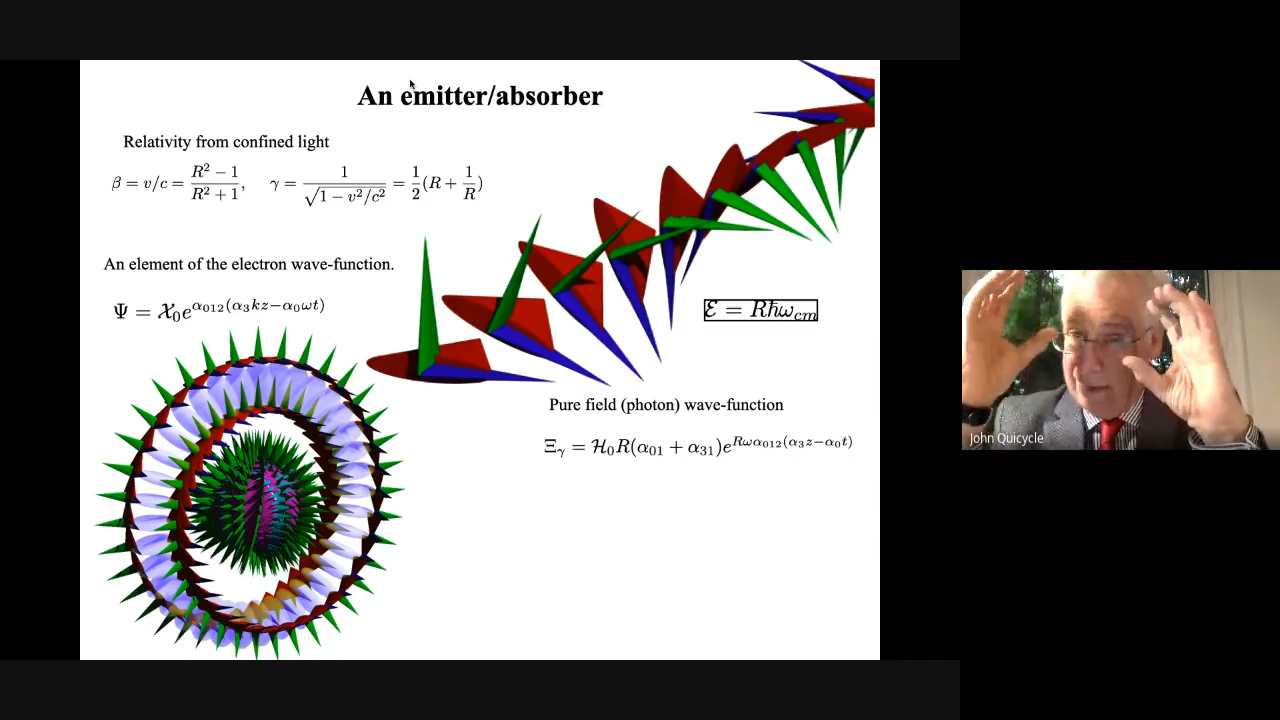 An emitter/absorber
Relativity from confined light
β = v/c = (R² − 1)/(R² + 1),   γ = 1/√(1 − v²/c²) = 1/2 (R + 1/R)
An element of the electron wave-function.
Ψ = 𝒳₀e^{α₀₁₂(α₃kz−α₀ωt)}
ℰ = Rℏω_{cm}
Pure field (photon) wave-function
Ξ_γ = ℋ₀R(α₀₁ + α₃₁)e^{Rωα₀₁₂(α₃z−α₀t)}
John Quicycle